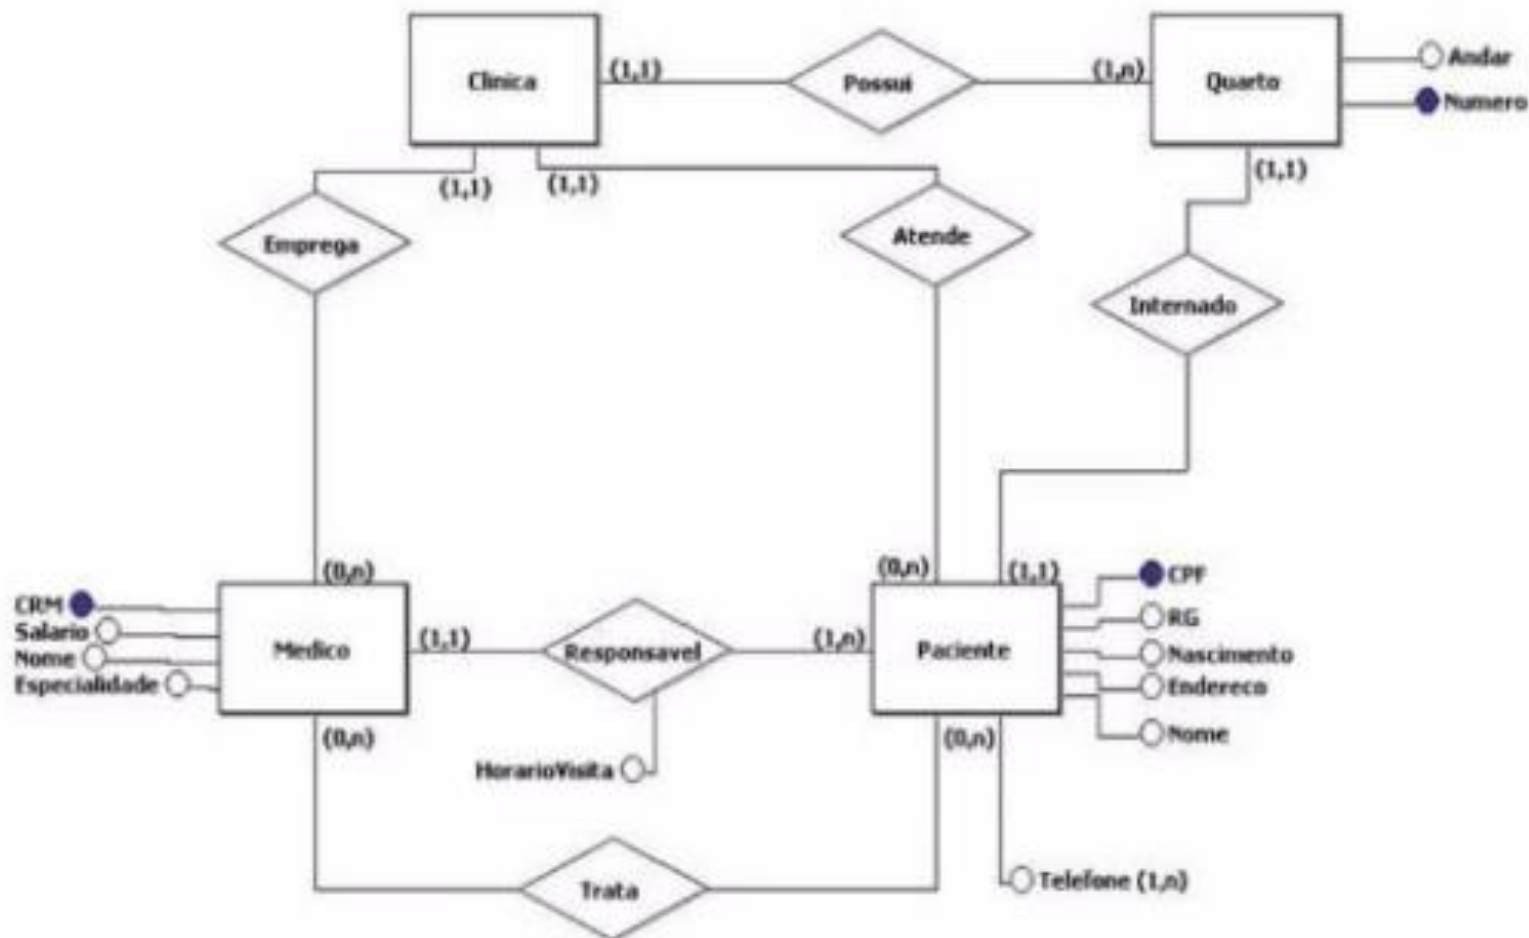 Clinica
(1,1)
Possui
(1,n)
Quarto
Andar
Numero
(1,1)
(1,1)
(1,1)
Emprega
Atende
Internado
(0,n)
(0,n)
(1,1)
CRM
Salario
Nome
Especialidade
Medico
(1,1)
Responsavel
(1,n)
Paciente
CPF
RG
Nascimento
Endereco
Nome
(0,n)
(0,n)
HorarioVisita
Trata
Telefone (1,n)